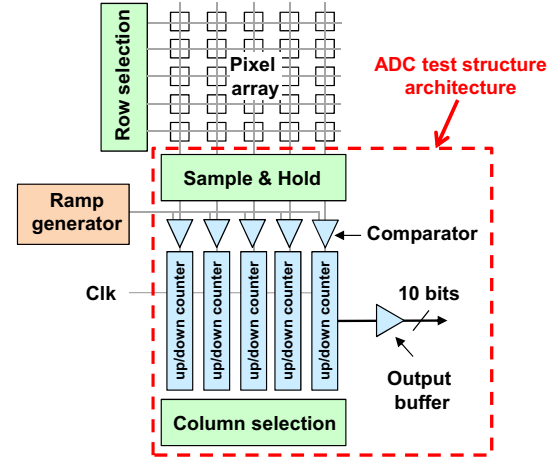 Row selection
Pixel
array
ADC test structure
architecture
Sample & Hold
Ramp
generator
Comparator
Clk
up/down counter
up/down counter
up/down counter
up/down counter
up/down counter
10 bits
Output
buffer
Column selection